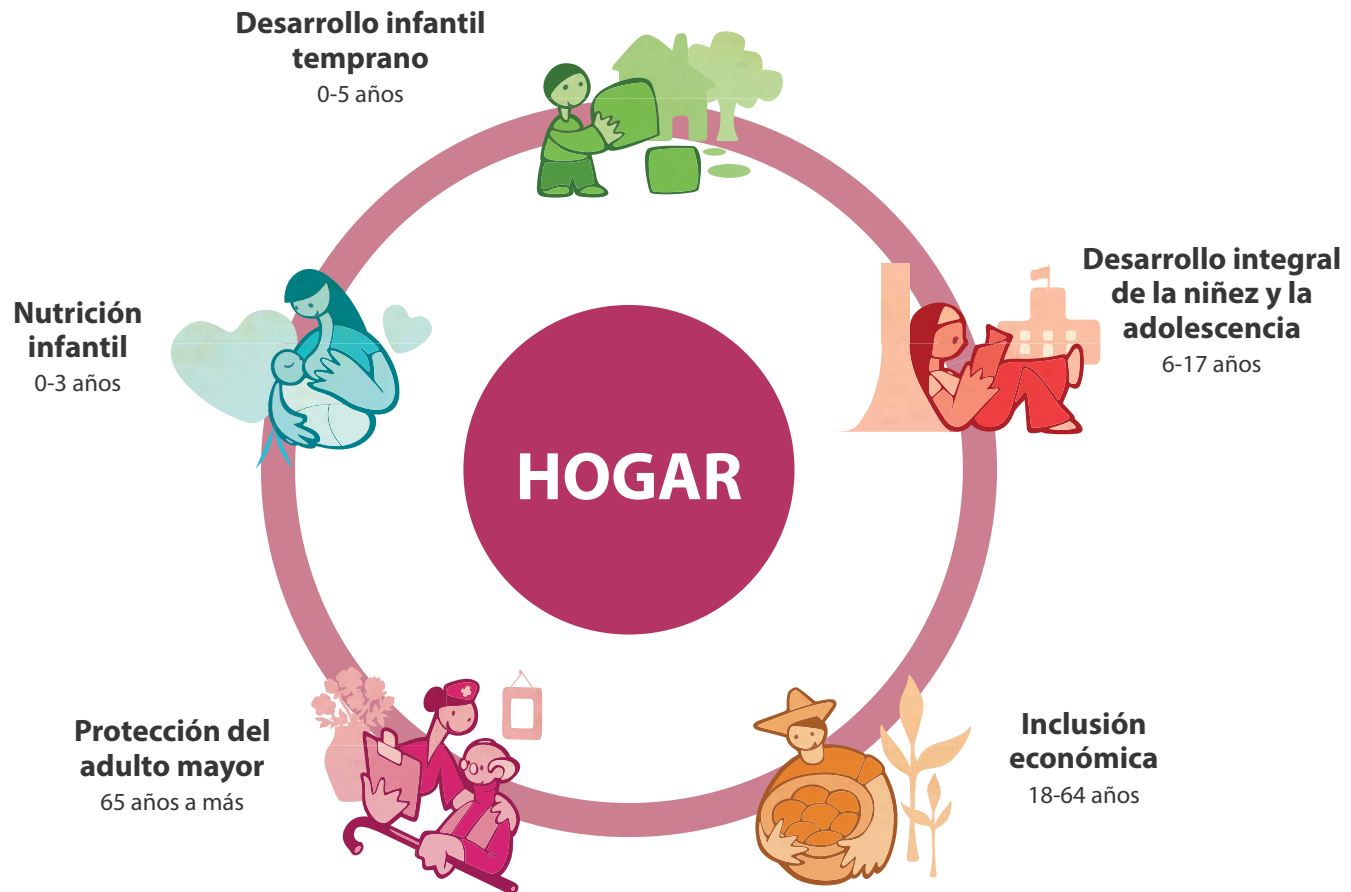 Desarrollo infantil
temprano
0-5 años
Desarrollo integral
de la niñez y la
adolescencia
6-17 años
Nutrición
infantil
0-3 años
HOGAR
Protección del
adulto mayor
65 años a más
Inclusión
económica
18-64 años